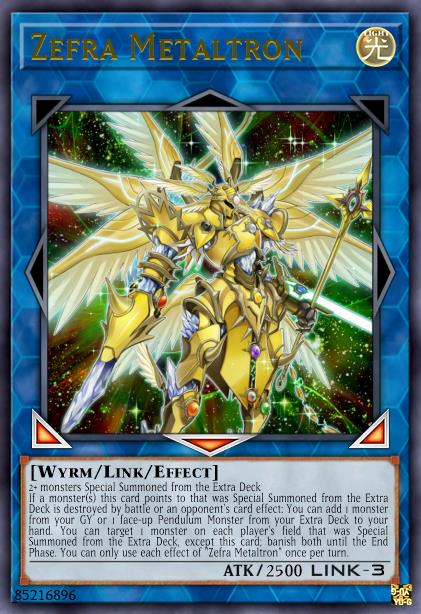 Zefra Metaltron
LIGHT
光
[Wyrm/Link/Effect]
2+ monsters Special Summoned from the Extra Deck
If a monster(s) this card points to that was Special Summoned from the Extra
Deck is destroyed by battle or an opponent's card effect: You can add 1 monster
from your GY or 1 face-up Pendulum Monster from your Extra Deck to your
hand. You can target 1 monster on each player's field that was Special
Summoned from the Extra Deck, except this card; banish both until the End
Phase. You can only use each effect of "Zefra Metaltron" once per turn.
ATK/2500 LINK-3
85216896